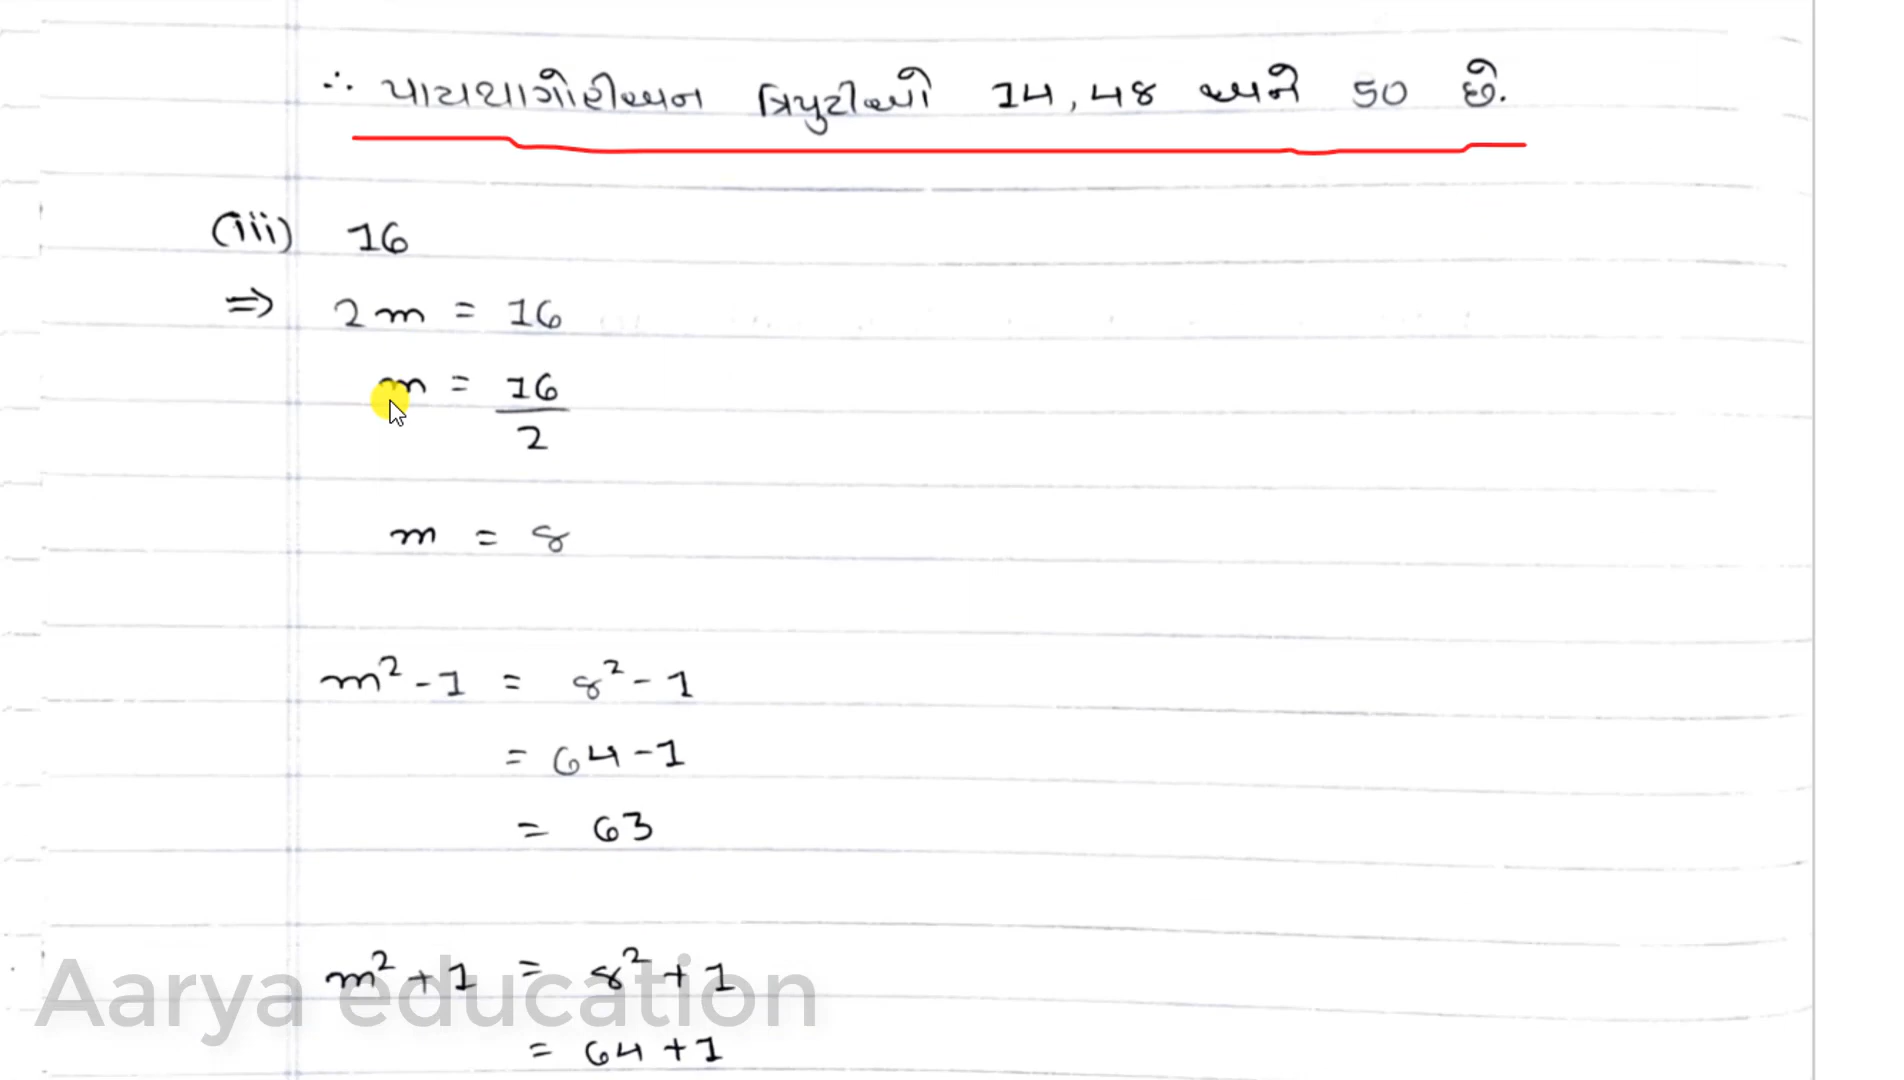 ∴ પાયથાગોરીયન ત્રિપુટીયો 14, 48 અને 50 છે.
(iii) 16
⇒ 2m = 16
m = 16/2
m = 8
m² - 1 = 8² - 1
= 64 - 1
= 63
m² + 1 = 8² + 1
= 64 + 1
Aarya education